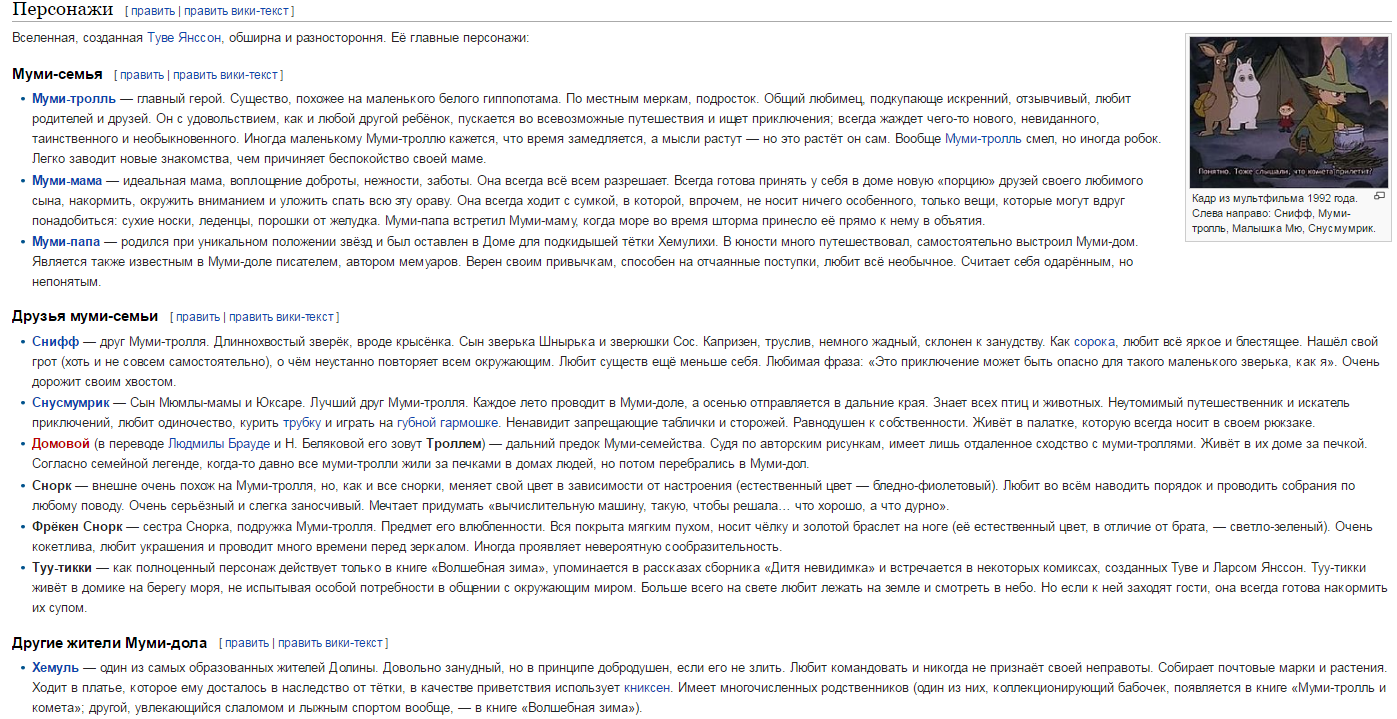 Персонажи [ править | править вики-текст ]
Вселенная, созданная Туве Янссон, обширна и разностороння. Её главные персонажи:
Муми-семья [ править | править вики-текст ]
• Муми-тролль — главный герой. Существо, похожее на маленького белого гиппопотама. По местным меркам, подросток. Общий любимец, подкупающе искренний, отзывчивый, любит
родителей и друзей. Он с удовольствием, как и любой другой ребёнок, пускается во всевозможные путешествия и ищет приключения; всегда жаждет чего-то нового, невиданного,
таинственного и необыкновенного. Иногда маленькому Муми-троллю кажется, что время замедляется, а мысли растут — но это растёт он сам. Вообще Муми-тролль смел, но иногда робок.
Легко заводит новые знакомства, чем причиняет беспокойство своей маме.
• Муми-мама — идеальная мама, воплощение доброты, нежности, заботы. Она всегда всё всем разрешает. Всегда готова принять у себя в доме новую «порцию» друзей своего любимого
сына, накормить, окружить вниманием и уложить спать всю эту ораву. Она всегда ходит с сумкой, в которой, впрочем, не носит ничего особенного, только вещи, которые могут вдруг
понадобиться: сухие носки, леденцы, порошки от желудка. Муми-папа встретил Муми-маму, когда море во время шторма принесло её прямо к нему в объятия.
• Муми-папа — родился при уникальном положении звёзд и был оставлен в Доме для подкидышей тётки Хемулихи. В юности много путешествовал, самостоятельно выстроил Муми-дом.
Является также известным в Муми-доле писателем, автором мемуаров. Верен своим привычкам, способен на отчаянные поступки, любит всё необычное. Считает себя одарённым, но
непонятым.
Понятно. Тоже слышали, что комета прилетит?
Кадр из мультфильма 1992 года.
Слева направо: Снифф, Муми-
тролль, Малышка Мю, Снусмумрик.
Друзья муми-семьи [ править | править вики-текст ]
• Снифф — друг Муми-тролля. Длиннохвостый зверёк, вроде крысёнка. Сын зверька Шнырька и зверюшки Сос. Капризен, труслив, немного жадный, склонен к занудству. Как сорока, любит всё яркое и блестящее. Нашёл свой
грот (хоть и не совсем самостоятельно), о чём неустанно повторяет всем окружающим. Любит существ ещё меньше себя. Любимая фраза: «Это приключение может быть опасно для такого маленького зверька, как я». Очень
дорожит своим хвостом.
• Снусмумрик — Сын Мюмлы-мамы и Юксаре. Лучший друг Муми-тролля. Каждое лето проводит в Муми-доле, а осенью отправляется в дальние края. Знает всех птиц и животных. Неутомимый путешественник и искатель
приключений, любит одиночество, курить трубку и играть на губной гармошке. Ненавидит запрещающие таблички и сторожей. Равнодушен к собственности. Живёт в палатке, которую всегда носит в своем рюкзаке.
• Домовой (в переводе Людмилы Брауде и Н. Беляковой его зовут Троллем) — дальний предок Муми-семейства. Судя по авторским рисункам, имеет лишь отдаленное сходство с муми-троллями. Живёт в их доме за печкой.
Согласно семейной легенде, когда-то давно все муми-тролли жили за печками в домах людей, но потом перебрались в Муми-дол.
• Снорк — внешне очень похож на Муми-тролля, но, как и все снорки, меняет свой цвет в зависимости от настроения (естественный цвет — бледно-фиолетовый). Любит во всём наводить порядок и проводить собрания по
любому поводу. Очень серьёзный и слегка заносчивый. Мечтает придумать «вычислительную машину, такую, чтобы решала… что хорошо, а что дурно».
• Фрёкен Снорк — сестра Снорка, подружка Муми-тролля. Предмет его влюбленности. Вся покрыта мягким пухом, носит чёлку и золотой браслет на ноге (её естественный цвет, в отличие от брата, — светло-зеленый). Очень
кокетлива, любит украшения и проводит много времени перед зеркалом. Иногда проявляет невероятную сообразительность.
• Туу-тикки — как полноценный персонаж действует только в книге «Волшебная зима», упоминается в рассказах сборника «Дитя невидимка» и встречается в некоторых комиксах, созданных Туве и Ларсом Янссон. Туу-тикки
живёт в домике на берегу моря, не испытывая особой потребности в общении с окружающим миром. Больше всего на свете любит лежать на земле и смотреть в небо. Но если к ней заходят гости, она всегда готова накормить
их супом.
Другие жители Муми-дола [ править | править вики-текст ]
• Хемуль — один из самых образованных жителей Долины. Довольно занудный, но в принципе добродушен, если его не злить. Любит командовать и никогда не признаёт своей неправоты. Собирает почтовые марки и растения.
Ходит в платье, которое ему досталось в наследство от тётки, в качестве приветствия использует книксен. Имеет многочисленных родственников (один из них, коллекционирующий бабочек, появляется в книге «Муми-тролль и
комета»; другой, увлекающийся слаломом и лыжным спортом вообще, — в книге «Волшебная зима»).